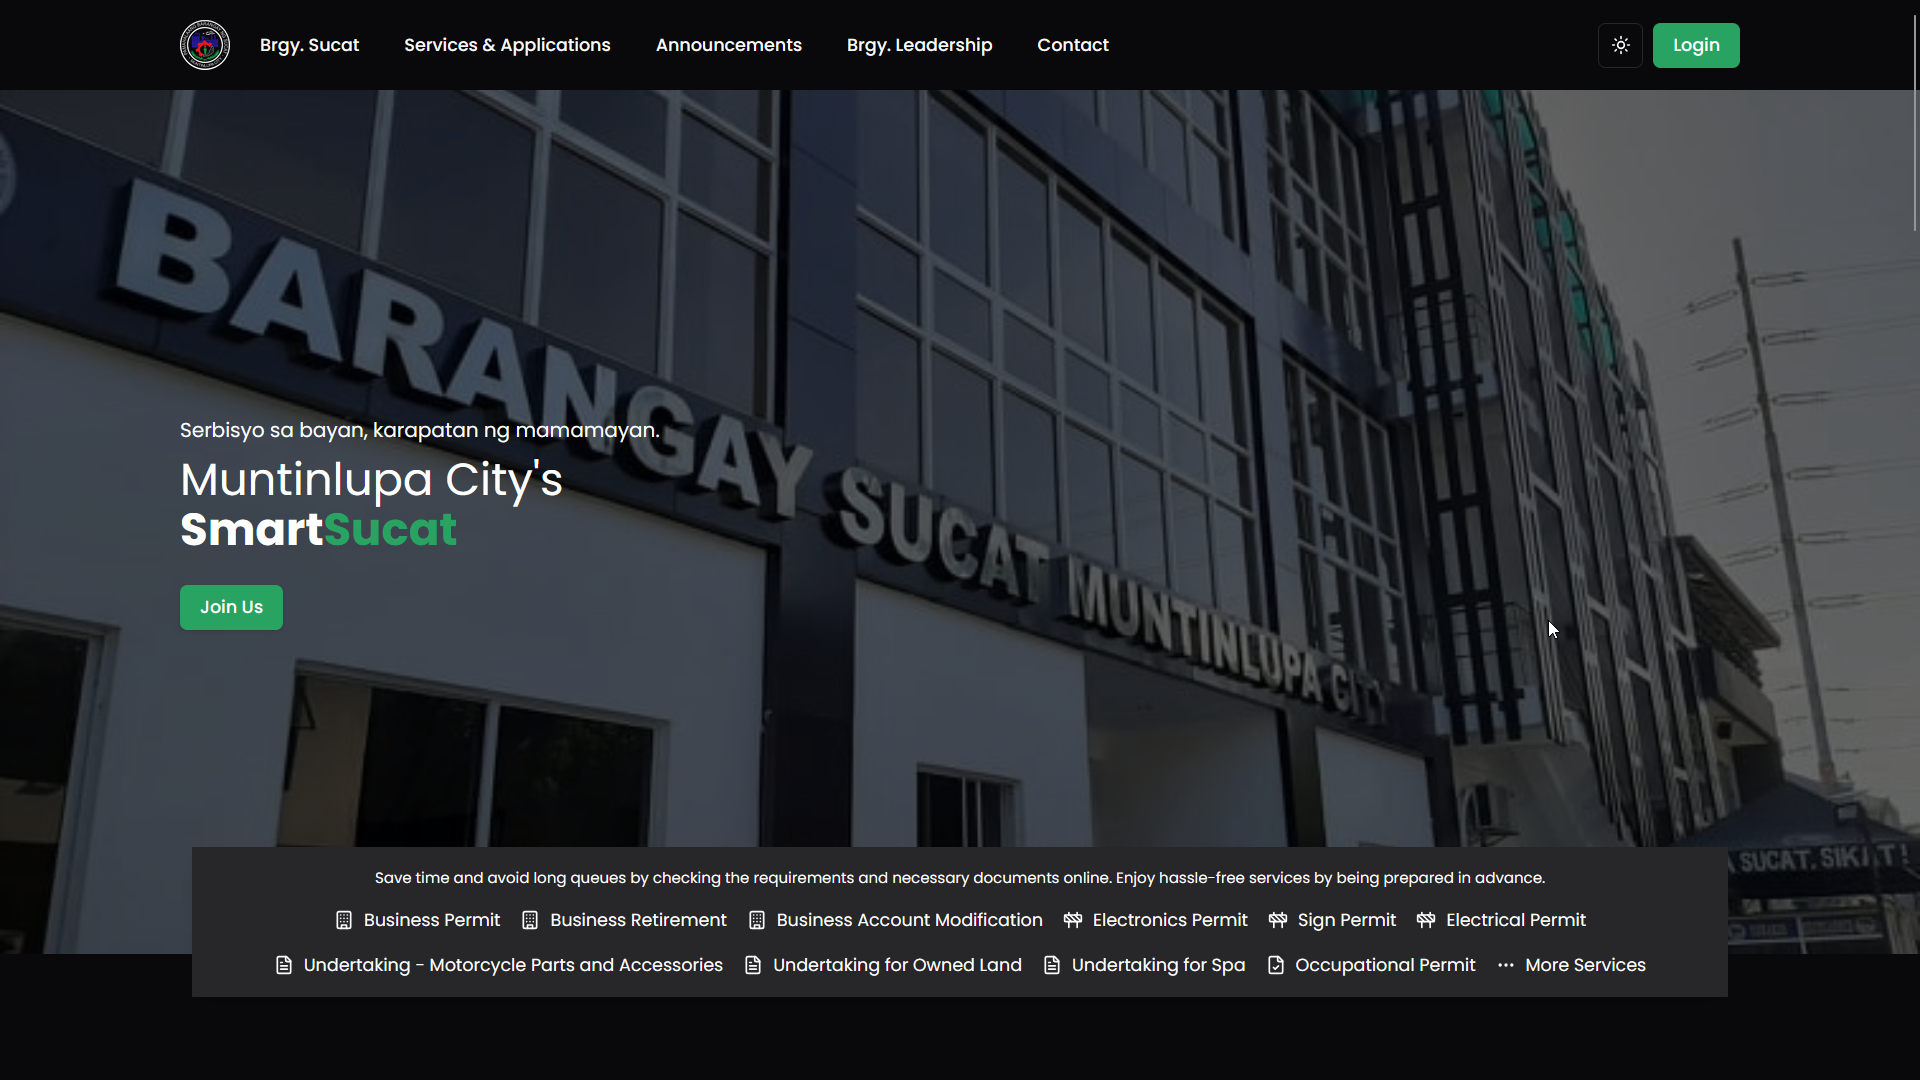 Brgy. Sucat
Services & Applications
Announcements
Brgy. Leadership
Contact
Login
BARANGAY SUCAT MUNTINLUPA CITY
Serbisyo sa bayan, karapatan ng mamamayan.
Muntinlupa City's
SmartSucat
Join Us
A SUCAT. SIKAT!
Save time and avoid long queues by checking the requirements and necessary documents online. Enjoy hassle-free services by being prepared in advance.
Business Permit
Business Retirement
Business Account Modification
Electronics Permit
Sign Permit
Electrical Permit
Undertaking - Motorcycle Parts and Accessories
Undertaking for Owned Land
Undertaking for Spa
Occupational Permit
More Services